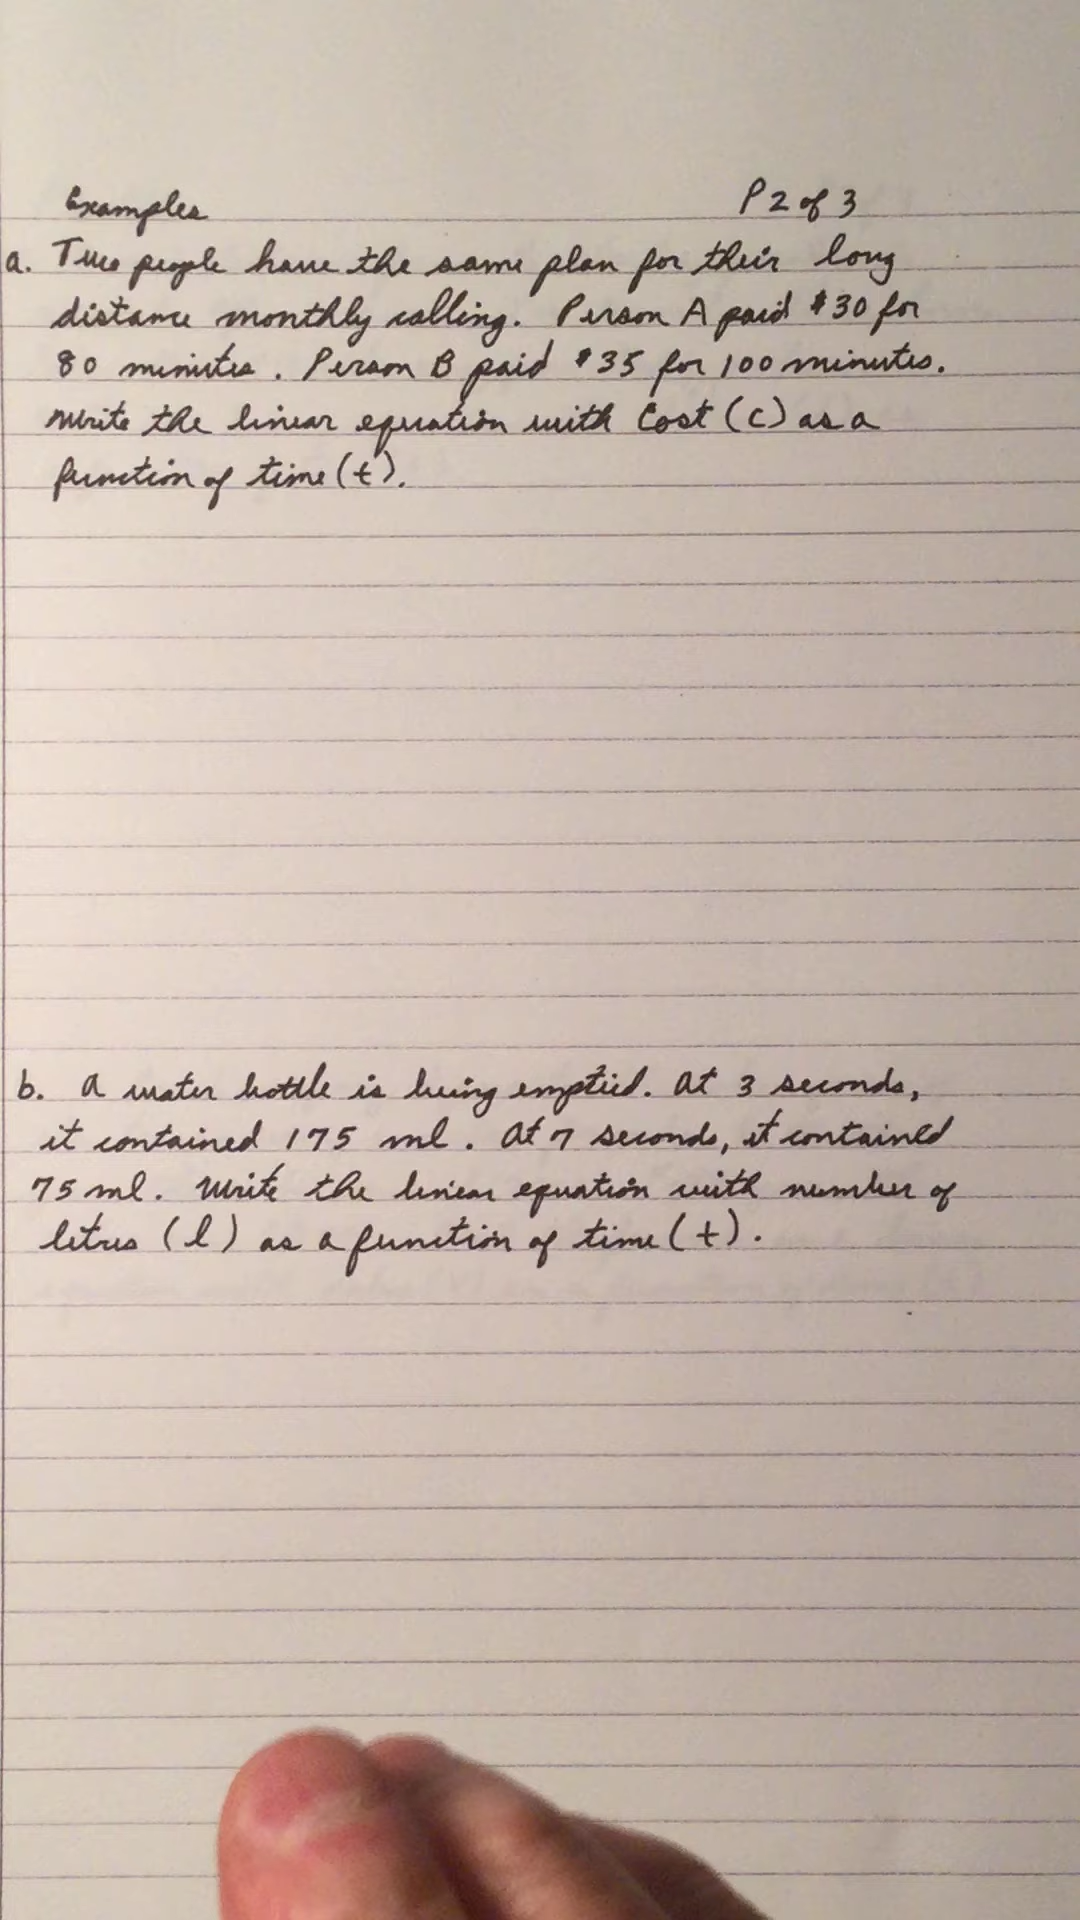 Examples
P 2 of 3
a. Two people have the same plan for their long
distance monthly calling. Person A paid $30 for
80 minutes. Person B paid $35 for 100 minutes.
Write the linear equation with Cost (C) as a
function of time (t).
b. A water bottle is being emptied. At 3 seconds,
it contained 175 ml. At 7 seconds, it contained
75 ml. Write the linear equation with number of
litres (l) as a function of time (t).